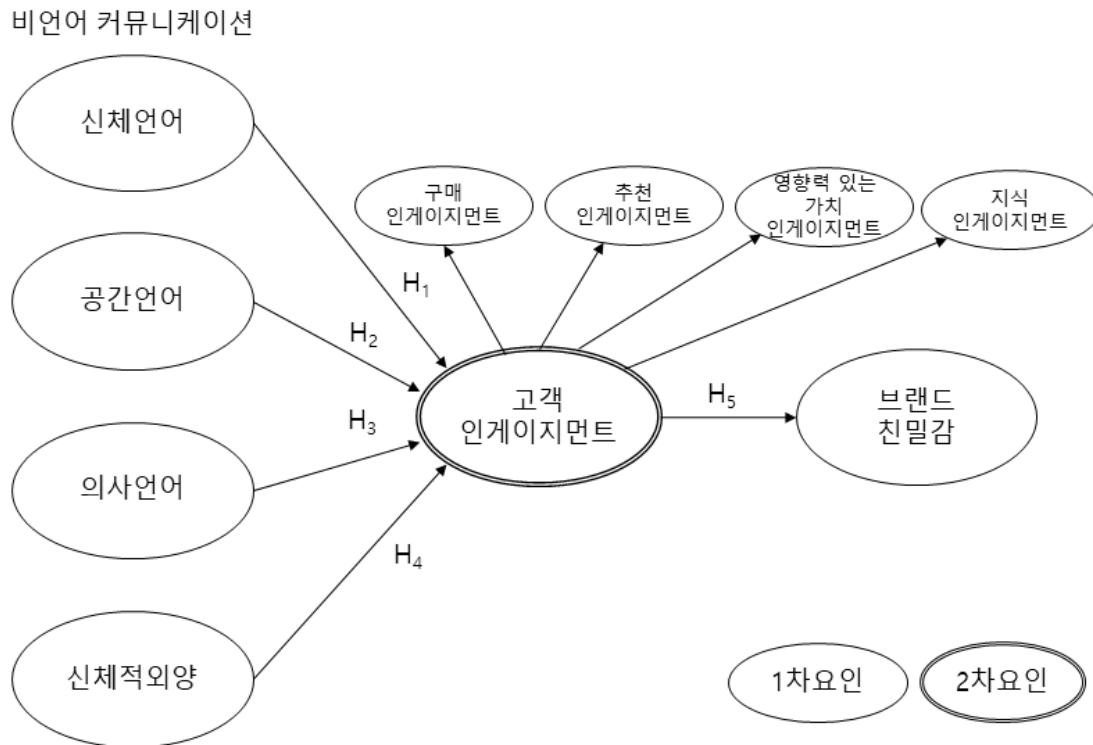 비언어 커뮤니케이션
신체언어
구매
인게이지먼트
추천
인게이지먼트
영향력 있는
가치
인게이지먼트
지식
인게이지먼트
H₁
공간언어
H₂
고객
인게이지먼트
H₅
브랜드
친밀감
H₃
의사언어
H₄
신체적외양
1차요인
2차요인